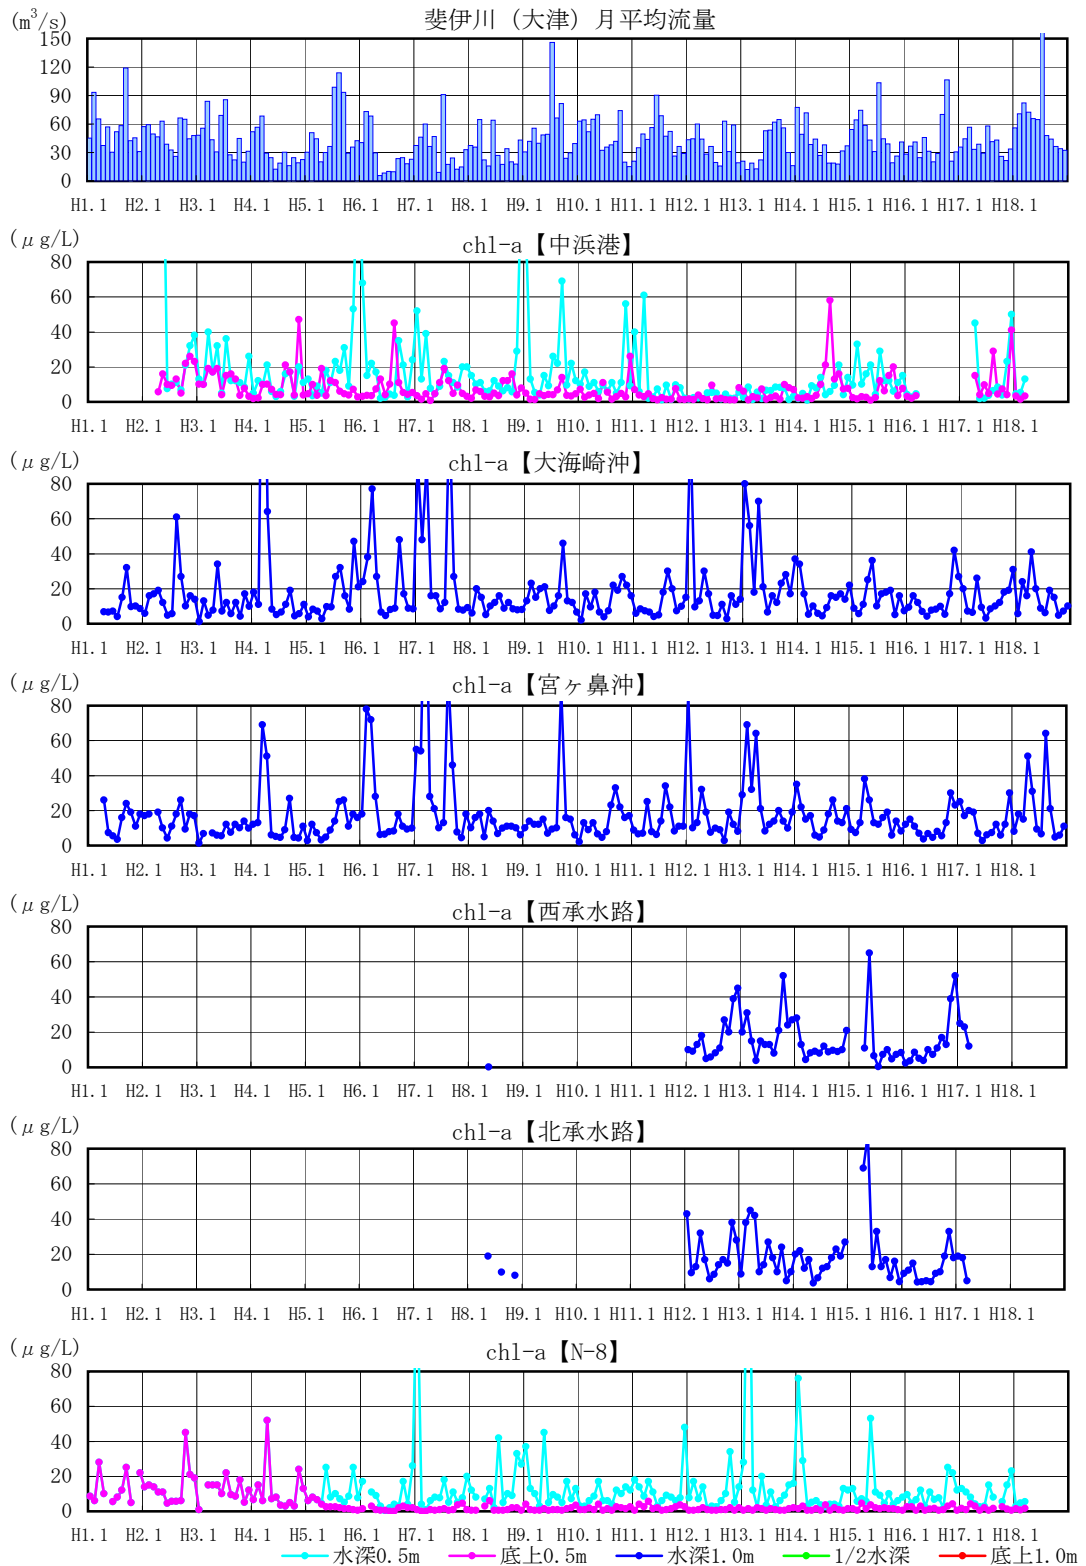 斐伊川（大津）月平均流量
(m³/s)
150
120
90
60
30
0
H1.1 H2.1 H3.1 H4.1 H5.1 H6.1 H7.1 H8.1 H9.1 H10.1 H11.1 H12.1 H13.1 H14.1 H15.1 H16.1 H17.1 H18.1
(μg/L)
chl-a【中浜港】
80
60
40
20
0
H1.1 H2.1 H3.1 H4.1 H5.1 H6.1 H7.1 H8.1 H9.1 H10.1 H11.1 H12.1 H13.1 H14.1 H15.1 H16.1 H17.1 H18.1
(μg/L)
chl-a【大海崎沖】
80
60
40
20
0
H1.1 H2.1 H3.1 H4.1 H5.1 H6.1 H7.1 H8.1 H9.1 H10.1 H11.1 H12.1 H13.1 H14.1 H15.1 H16.1 H17.1 H18.1
(μg/L)
chl-a【宮ヶ鼻沖】
80
60
40
20
0
H1.1 H2.1 H3.1 H4.1 H5.1 H6.1 H7.1 H8.1 H9.1 H10.1 H11.1 H12.1 H13.1 H14.1 H15.1 H16.1 H17.1 H18.1
(μg/L)
chl-a【西承水路】
80
60
40
20
0
H1.1 H2.1 H3.1 H4.1 H5.1 H6.1 H7.1 H8.1 H9.1 H10.1 H11.1 H12.1 H13.1 H14.1 H15.1 H16.1 H17.1 H18.1
(μg/L)
chl-a【北承水路】
80
60
40
20
0
H1.1 H2.1 H3.1 H4.1 H5.1 H6.1 H7.1 H8.1 H9.1 H10.1 H11.1 H12.1 H13.1 H14.1 H15.1 H16.1 H17.1 H18.1
(μg/L)
chl-a【N-8】
80
60
40
20
0
H1.1 H2.1 H3.1 H4.1 H5.1 H6.1 H7.1 H8.1 H9.1 H10.1 H11.1 H12.1 H13.1 H14.1 H15.1 H16.1 H17.1 H18.1
水深0.5m 底上0.5m 水深1.0m 1/2水深 底上1.0m